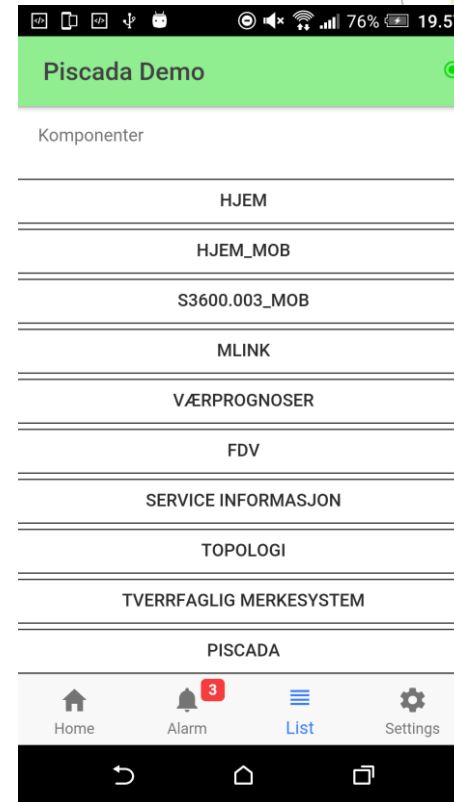 76% 19.5
Piscada Demo
Komponenter
HJEM
HJEM_MOB
S3600.003_MOB
MLINK
VÆRPROGNOSER
FDV
SERVICE INFORMASJON
TOPOLOGI
TVERRFAGLIG MERKESYSTEM
PISCADA
3
Home Alarm List Settings